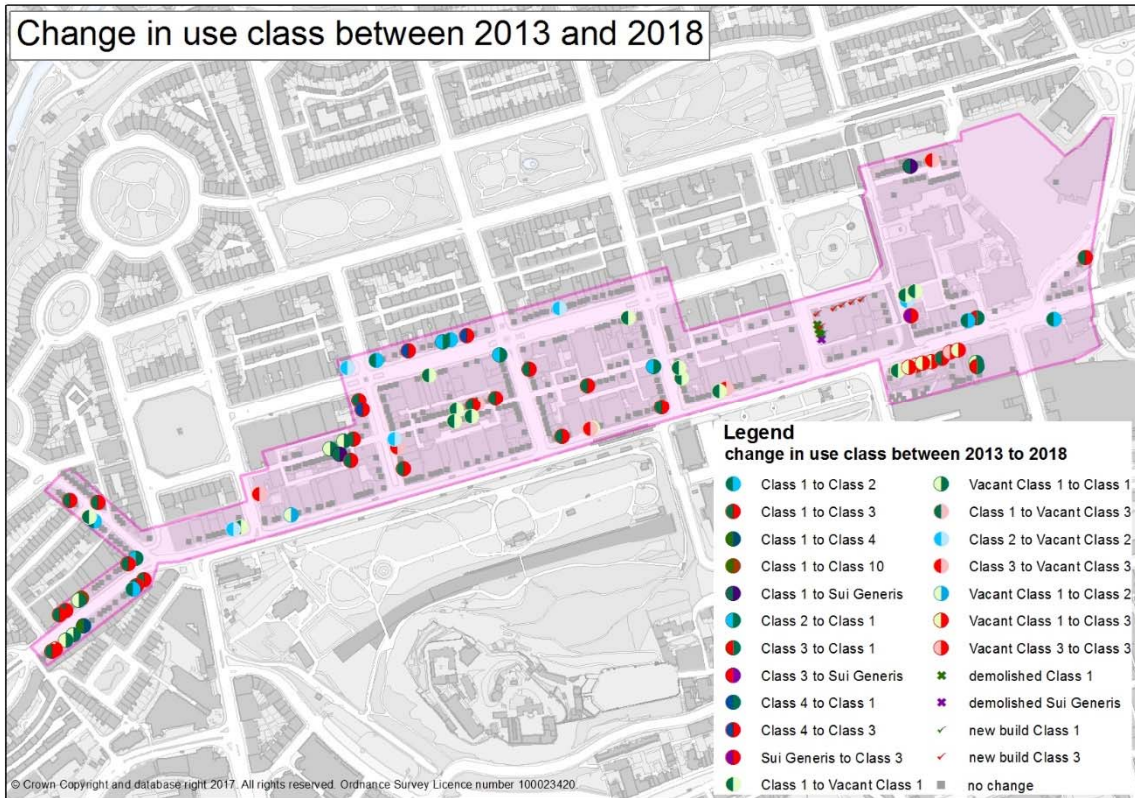 Change in use class between 2013 and 2018
Legend
change in use class between 2013 to 2018
Class 1 to Class 2
Class 1 to Class 3
Class 1 to Class 4
Class 1 to Class 10
Class 1 to Sui Generis
Class 2 to Class 1
Class 3 to Class 1
Class 3 to Sui Generis
Class 4 to Class 1
Class 4 to Class 3
Sui Generis to Class 3
Class 1 to Vacant Class 1
Vacant Class 1 to Class 1
Class 1 to Vacant Class 3
Class 2 to Vacant Class 2
Class 3 to Vacant Class 3
Vacant Class 1 to Class 2
Vacant Class 1 to Class 3
Vacant Class 3 to Class 3
demolished Class 1
demolished Sui Generis
new build Class 1
new build Class 3
no change
© Crown Copyright and database right 2017. All rights reserved. Ordnance Survey Licence number 100023420